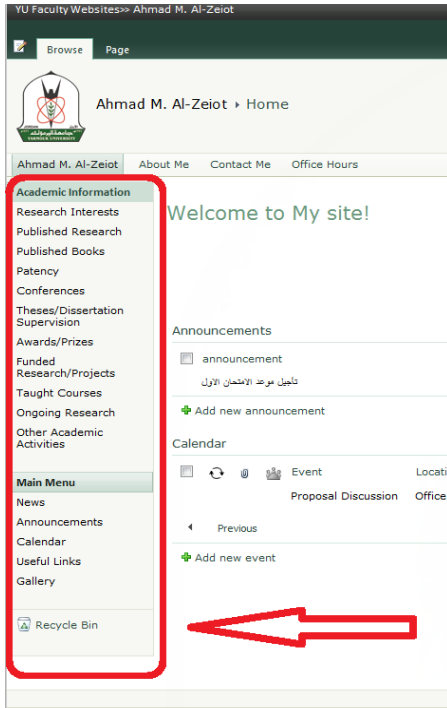 YU Faculty Websites>> Ahmad M. Al-Zeiot
Browse Page
Ahmad M. Al-Zeiot ▸ Home
Ahmad M. Al-Zeiot About Me Contact Me Office Hours
Academic Information
Research Interests
Published Research
Published Books
Patency
Conferences
Theses/Dissertation
Supervision
Awards/Prizes
Funded
Research/Projects
Taught Courses
Ongoing Research
Other Academic
Activities
Main Menu
News
Announcements
Calendar
Useful Links
Gallery
Recycle Bin
Welcome to My site!
Announcements
announcement
تأجيل موعد الامتحان الاول
Add new announcement
Calendar
Event Locati
Proposal Discussion Office
Previous
Add new event